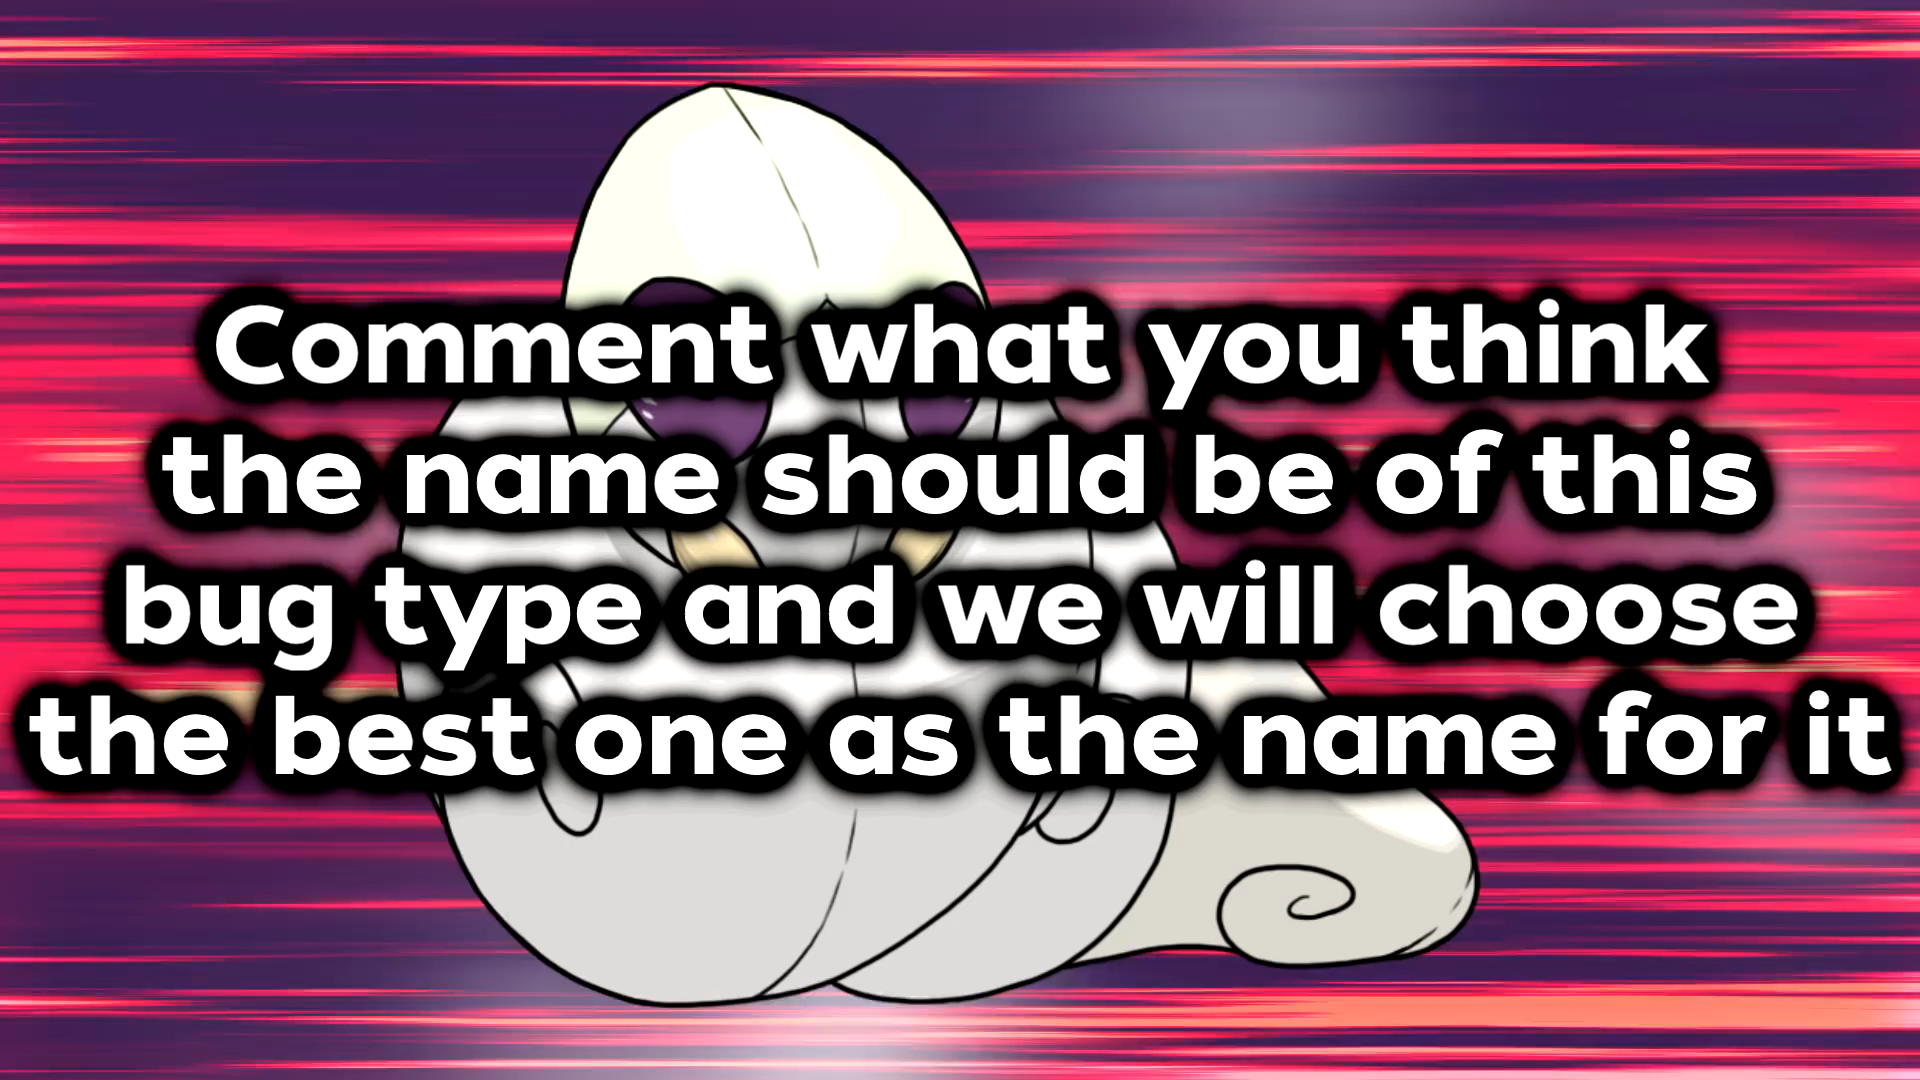 Comment what you think
the name should be of this
bug type and we will choose
the best one as the name for it